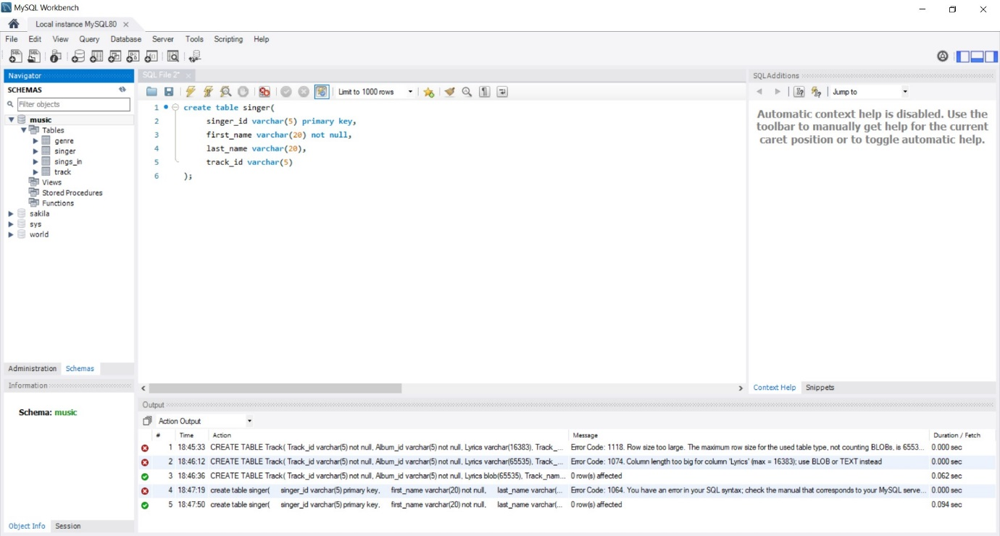 MySQL Workbench
Local instance MySQL80
File Edit View Query Database Server Tools Scripting Help
Navigator
SCHEMAS
Filter objects
music
Tables
genre
singer
sings_in
track
Views
Stored Procedures
Functions
sakila
sys
world
Administration Schemas
Information
Schema: music
Object Info Session
SQL File 2*
Limit to 1000 rows
1 create table singer(
2 singer_id varchar(5) primary key,
3 first_name varchar(20) not null,
4 last_name varchar(20),
5 track_id varchar(5)
6 );
SQLAdditions
Jump to
Automatic context help is disabled. Use the
toolbar to manually get help for the current
caret position or to toggle automatic help.
Context Help Snippets
Output
Action Output
# Time Action Message Duration / Fetch
1 18:45:33 CREATE TABLE Track( Track_id varchar(5) not null, Album_id varchar(5) not null, Lyrics varchar(16383), Track_... Error Code: 1118. Row size too large. The maximum row size for the used table type, not counting BLOBs, is 6553... 0.000 sec
2 18:46:12 CREATE TABLE Track( Track_id varchar(5) not null, Album_id varchar(5) not null, Lyrics varchar(65535), Track_... Error Code: 1074. Column length too big for column 'Lyrics' (max = 16383); use BLOB or TEXT instead 0.000 sec
3 18:46:36 CREATE TABLE Track( Track_id varchar(5) not null, Album_id varchar(5) not null, Lyrics blob(65535), Track_nam... 0 row(s) affected 0.062 sec
4 18:47:19 create table singer( singer_id varchar(5) primary key, first_name varchar(20) not null, last_name varchar(... Error Code: 1064. You have an error in your SQL syntax; check the manual that corresponds to your MySQL serve... 0.000 sec
5 18:47:50 create table singer( singer_id varchar(5) primary key, first_name varchar(20) not null, last_name varchar(... 0 row(s) affected 0.094 sec